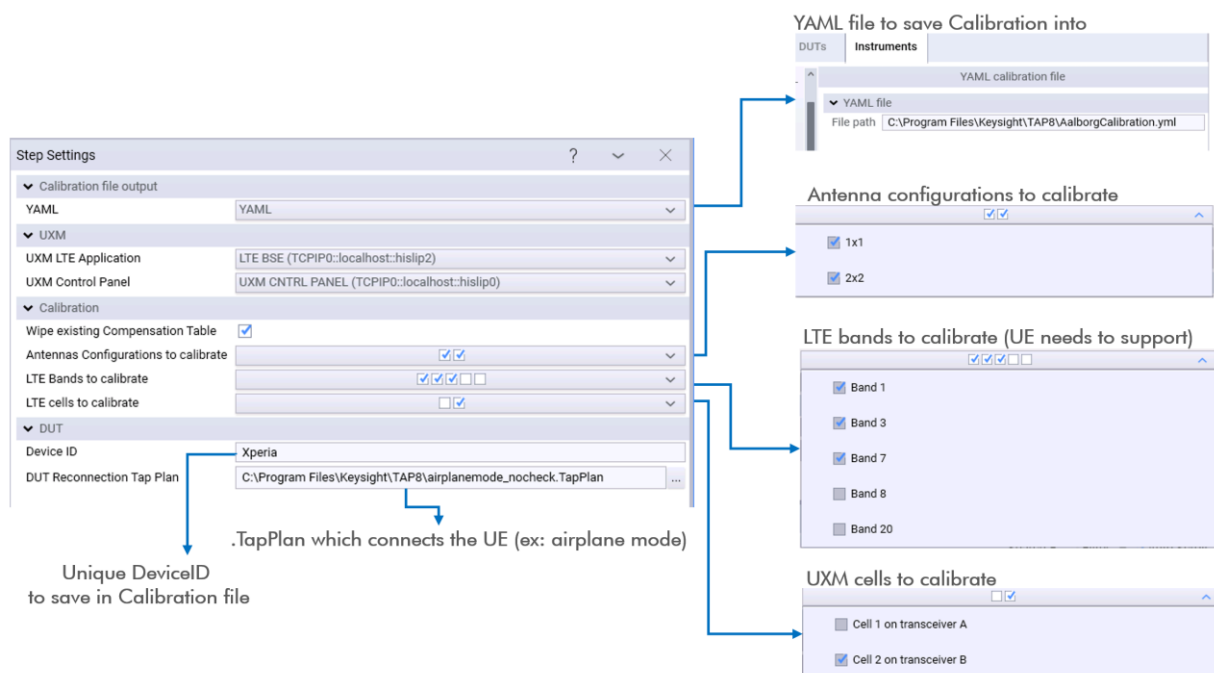 YAML file to save Calibration into
DUTs Instruments
YAML calibration file
YAML file
File path C:\Program Files\Keysight\TAP8\AalborgCalibration.yml
Step Settings ?
Calibration file output
YAML YAML
UXM
UXM LTE Application LTE BSE (TCPIP0::localhost::hislip2)
UXM Control Panel UXM CNTRL PANEL (TCPIP0::localhost::hislip0)
Calibration
Wipe existing Compensation Table
Antennas Configurations to calibrate
LTE Bands to calibrate
LTE cells to calibrate
DUT
Device ID Xperia
DUT Reconnection Tap Plan C:\Program Files\Keysight\TAP8\airplanemode_nocheck.TapPlan ...
.TapPlan which connects the UE (ex: airplane mode)
Unique DeviceID
to save in Calibration file
Antenna configurations to calibrate
1x1
2x2
LTE bands to calibrate (UE needs to support)
Band 1
Band 3
Band 7
Band 8
Band 20
UXM cells to calibrate
Cell 1 on transceiver A
Cell 2 on transceiver B